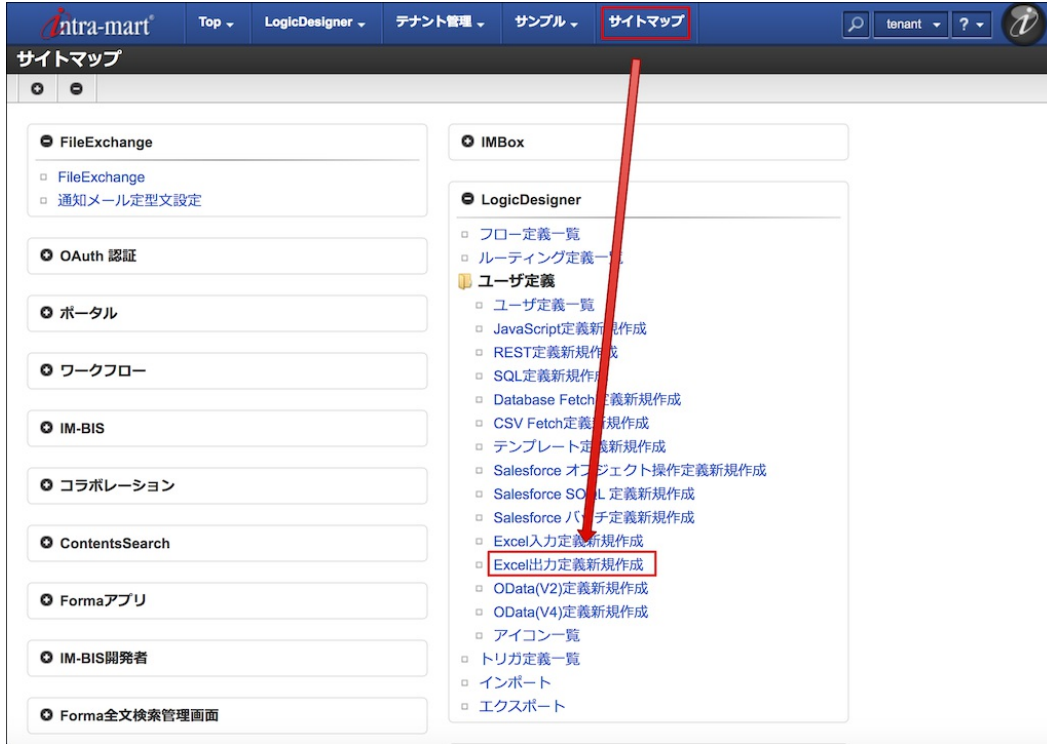 intra-mart
Top
LogicDesigner
テナント管理
サンプル
サイトマップ
tenant
?
サイトマップ
FileExchange
FileExchange
通知メール定型文設定
OAuth 認証
ポータル
ワークフロー
IM-BIS
コラボレーション
ContentsSearch
Formaアプリ
IM-BIS開発者
Forma全文検索管理画面
IMBox
LogicDesigner
フロー定義一覧
ルーティング定義一覧
ユーザ定義
ユーザ定義一覧
JavaScript定義新規作成
REST定義新規作成
SQL定義新規作成
Database Fetch定義新規作成
CSV Fetch定義新規作成
テンプレート定義新規作成
Salesforce オブジェクト操作定義新規作成
Salesforce SOQL 定義新規作成
Salesforce バッチ定義新規作成
Excel入力定義新規作成
Excel出力定義新規作成
OData(V2)定義新規作成
OData(V4)定義新規作成
アイコン一覧
トリガ定義一覧
インポート
エクスポート